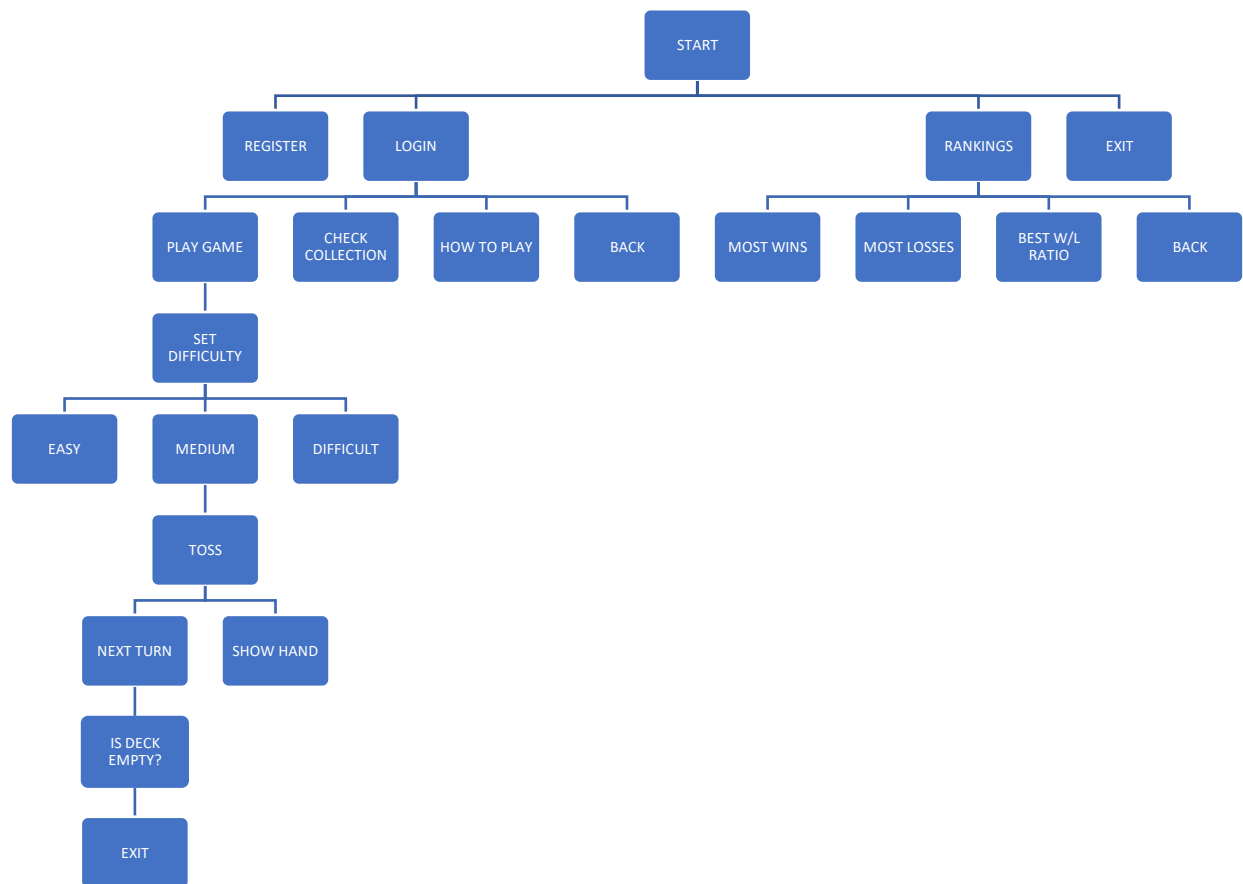 START
REGISTER
LOGIN
RANKINGS
EXIT
PLAY GAME
CHECK
COLLECTION
HOW TO PLAY
BACK
MOST WINS
MOST LOSSES
BEST W/L
RATIO
BACK
SET
DIFFICULTY
EASY
MEDIUM
DIFFICULT
TOSS
NEXT TURN
SHOW HAND
IS DECK
EMPTY?
EXIT